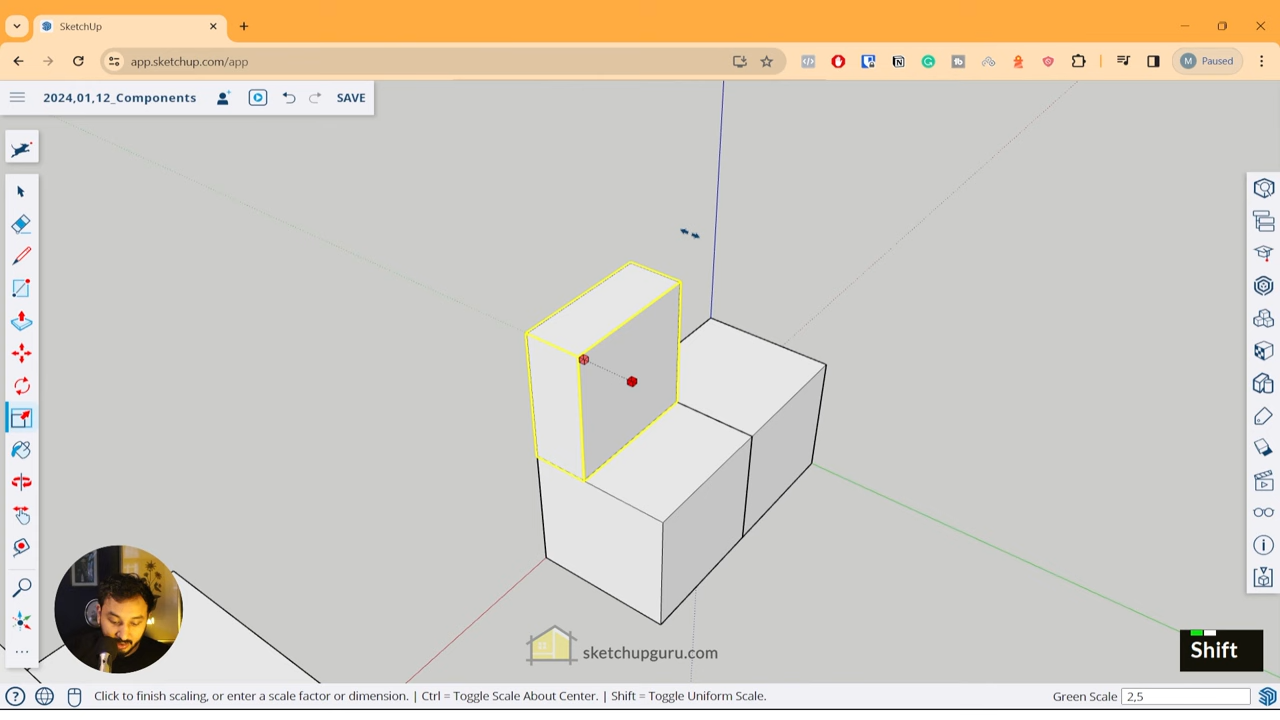 SketchUp
app.sketchup.com/app
M Paused
2024,01,12_Components
SAVE
sketchupguru.com
Shift
Click to finish scaling, or enter a scale factor or dimension. | Ctrl = Toggle Scale About Center. | Shift = Toggle Uniform Scale.
Green Scale 2,5